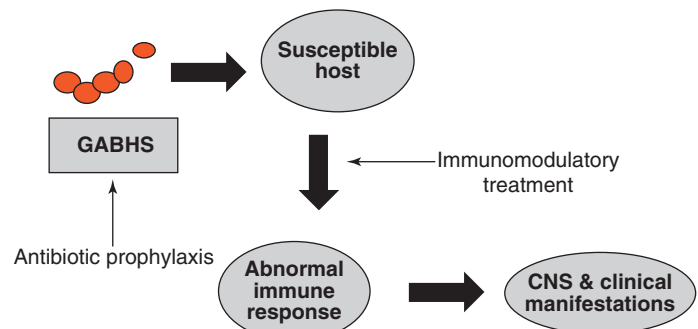 Susceptible
host
GABHS
Immunomodulatory
treatment
Antibiotic prophylaxis
Abnormal
immune
response
CNS & clinical
manifestations